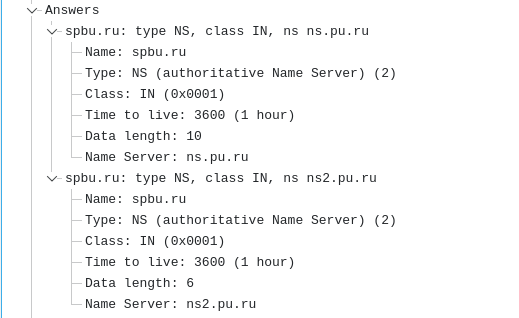 Answers
spbu.ru: type NS, class IN, ns ns.pu.ru
Name: spbu.ru
Type: NS (authoritative Name Server) (2)
Class: IN (0x0001)
Time to live: 3600 (1 hour)
Data length: 10
Name Server: ns.pu.ru
spbu.ru: type NS, class IN, ns ns2.pu.ru
Name: spbu.ru
Type: NS (authoritative Name Server) (2)
Class: IN (0x0001)
Time to live: 3600 (1 hour)
Data length: 6
Name Server: ns2.pu.ru